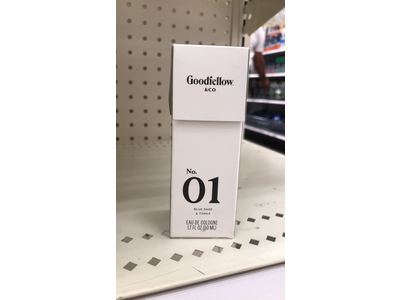 Goodfellow
&CO
No.
01
BLUE SAGE
& TONKA
EAU DE COLOGNE
1.7 FL OZ (50 ML)